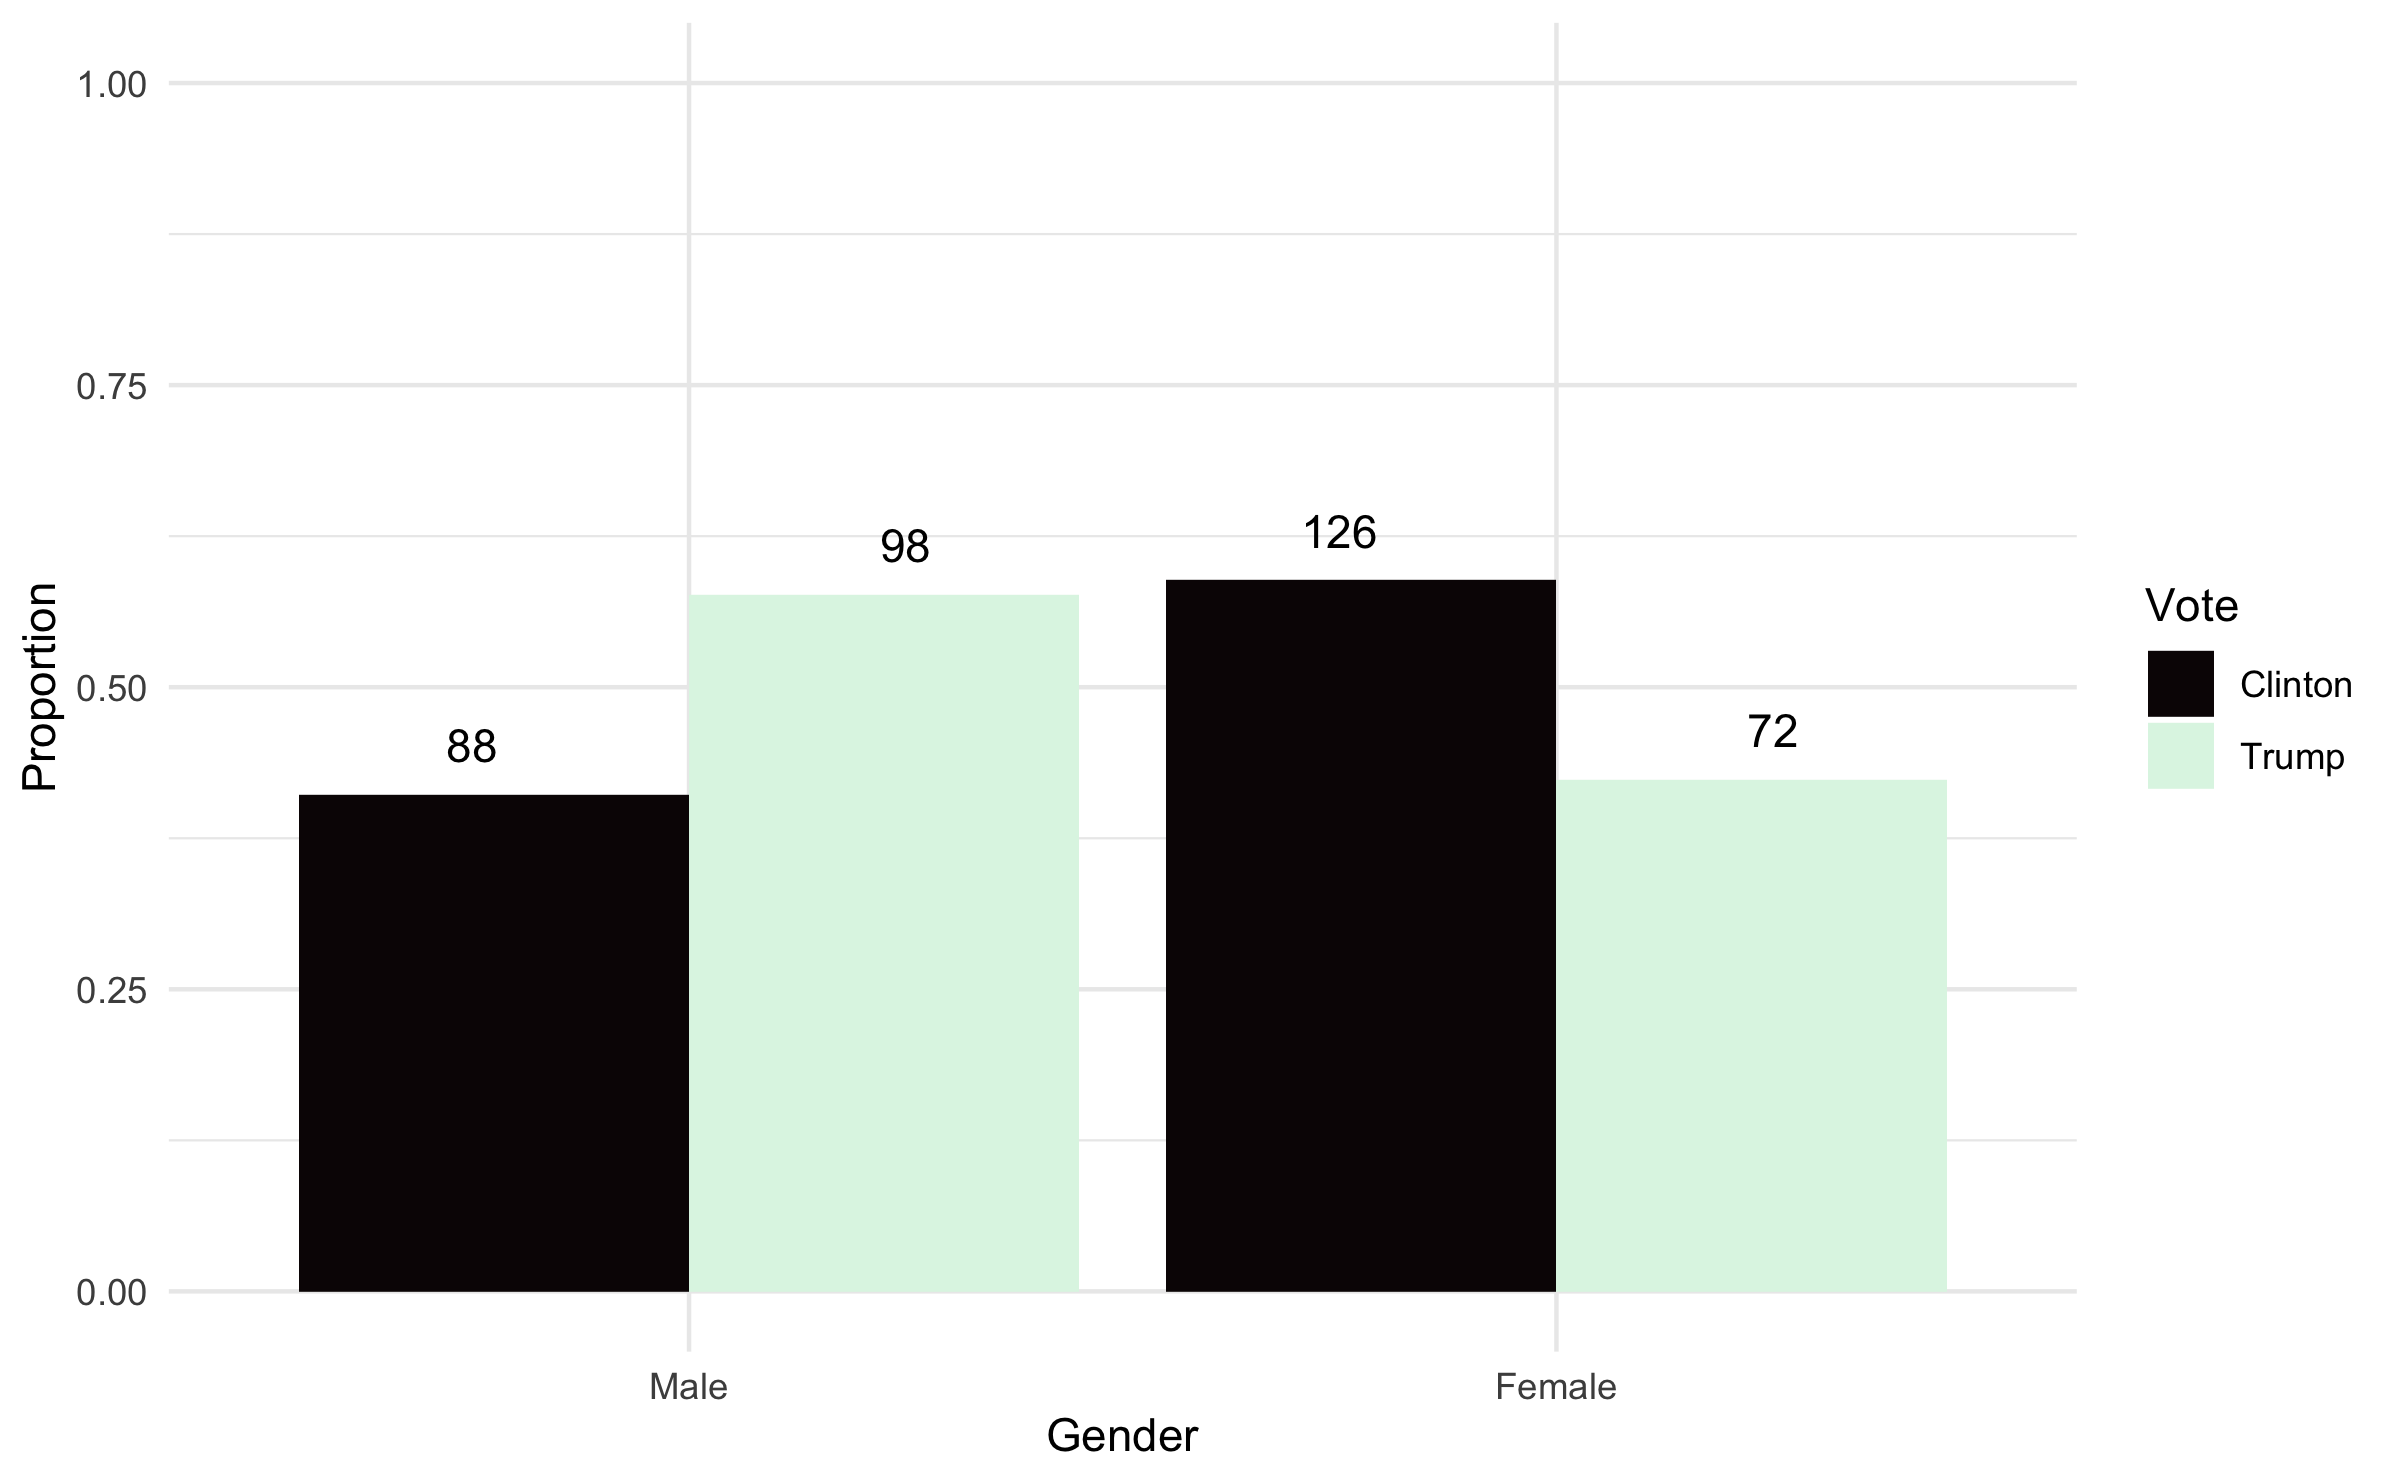 1.00
0.75
0.50
0.25
0.00
Proportion
88
98
126
72
Male
Female
Gender
Vote
Clinton
Trump